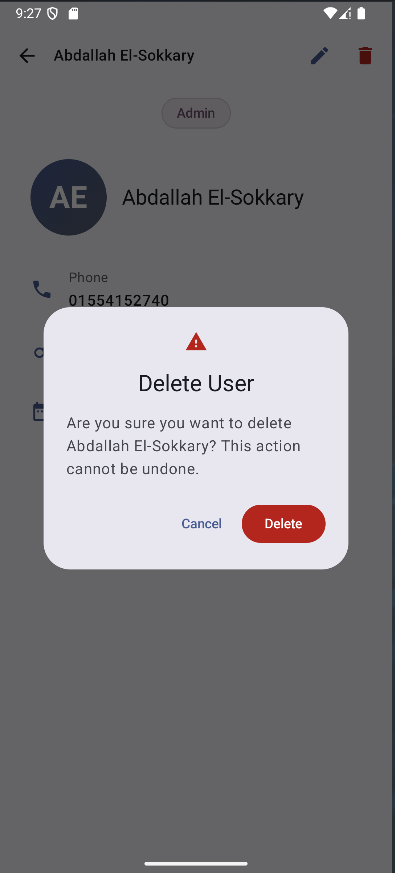 9:27
Abdallah El-Sokkary
Admin
AE
Abdallah El-Sokkary
Phone
01554152740
Delete User
Are you sure you want to delete
Abdallah El-Sokkary? This action
cannot be undone.
Cancel
Delete